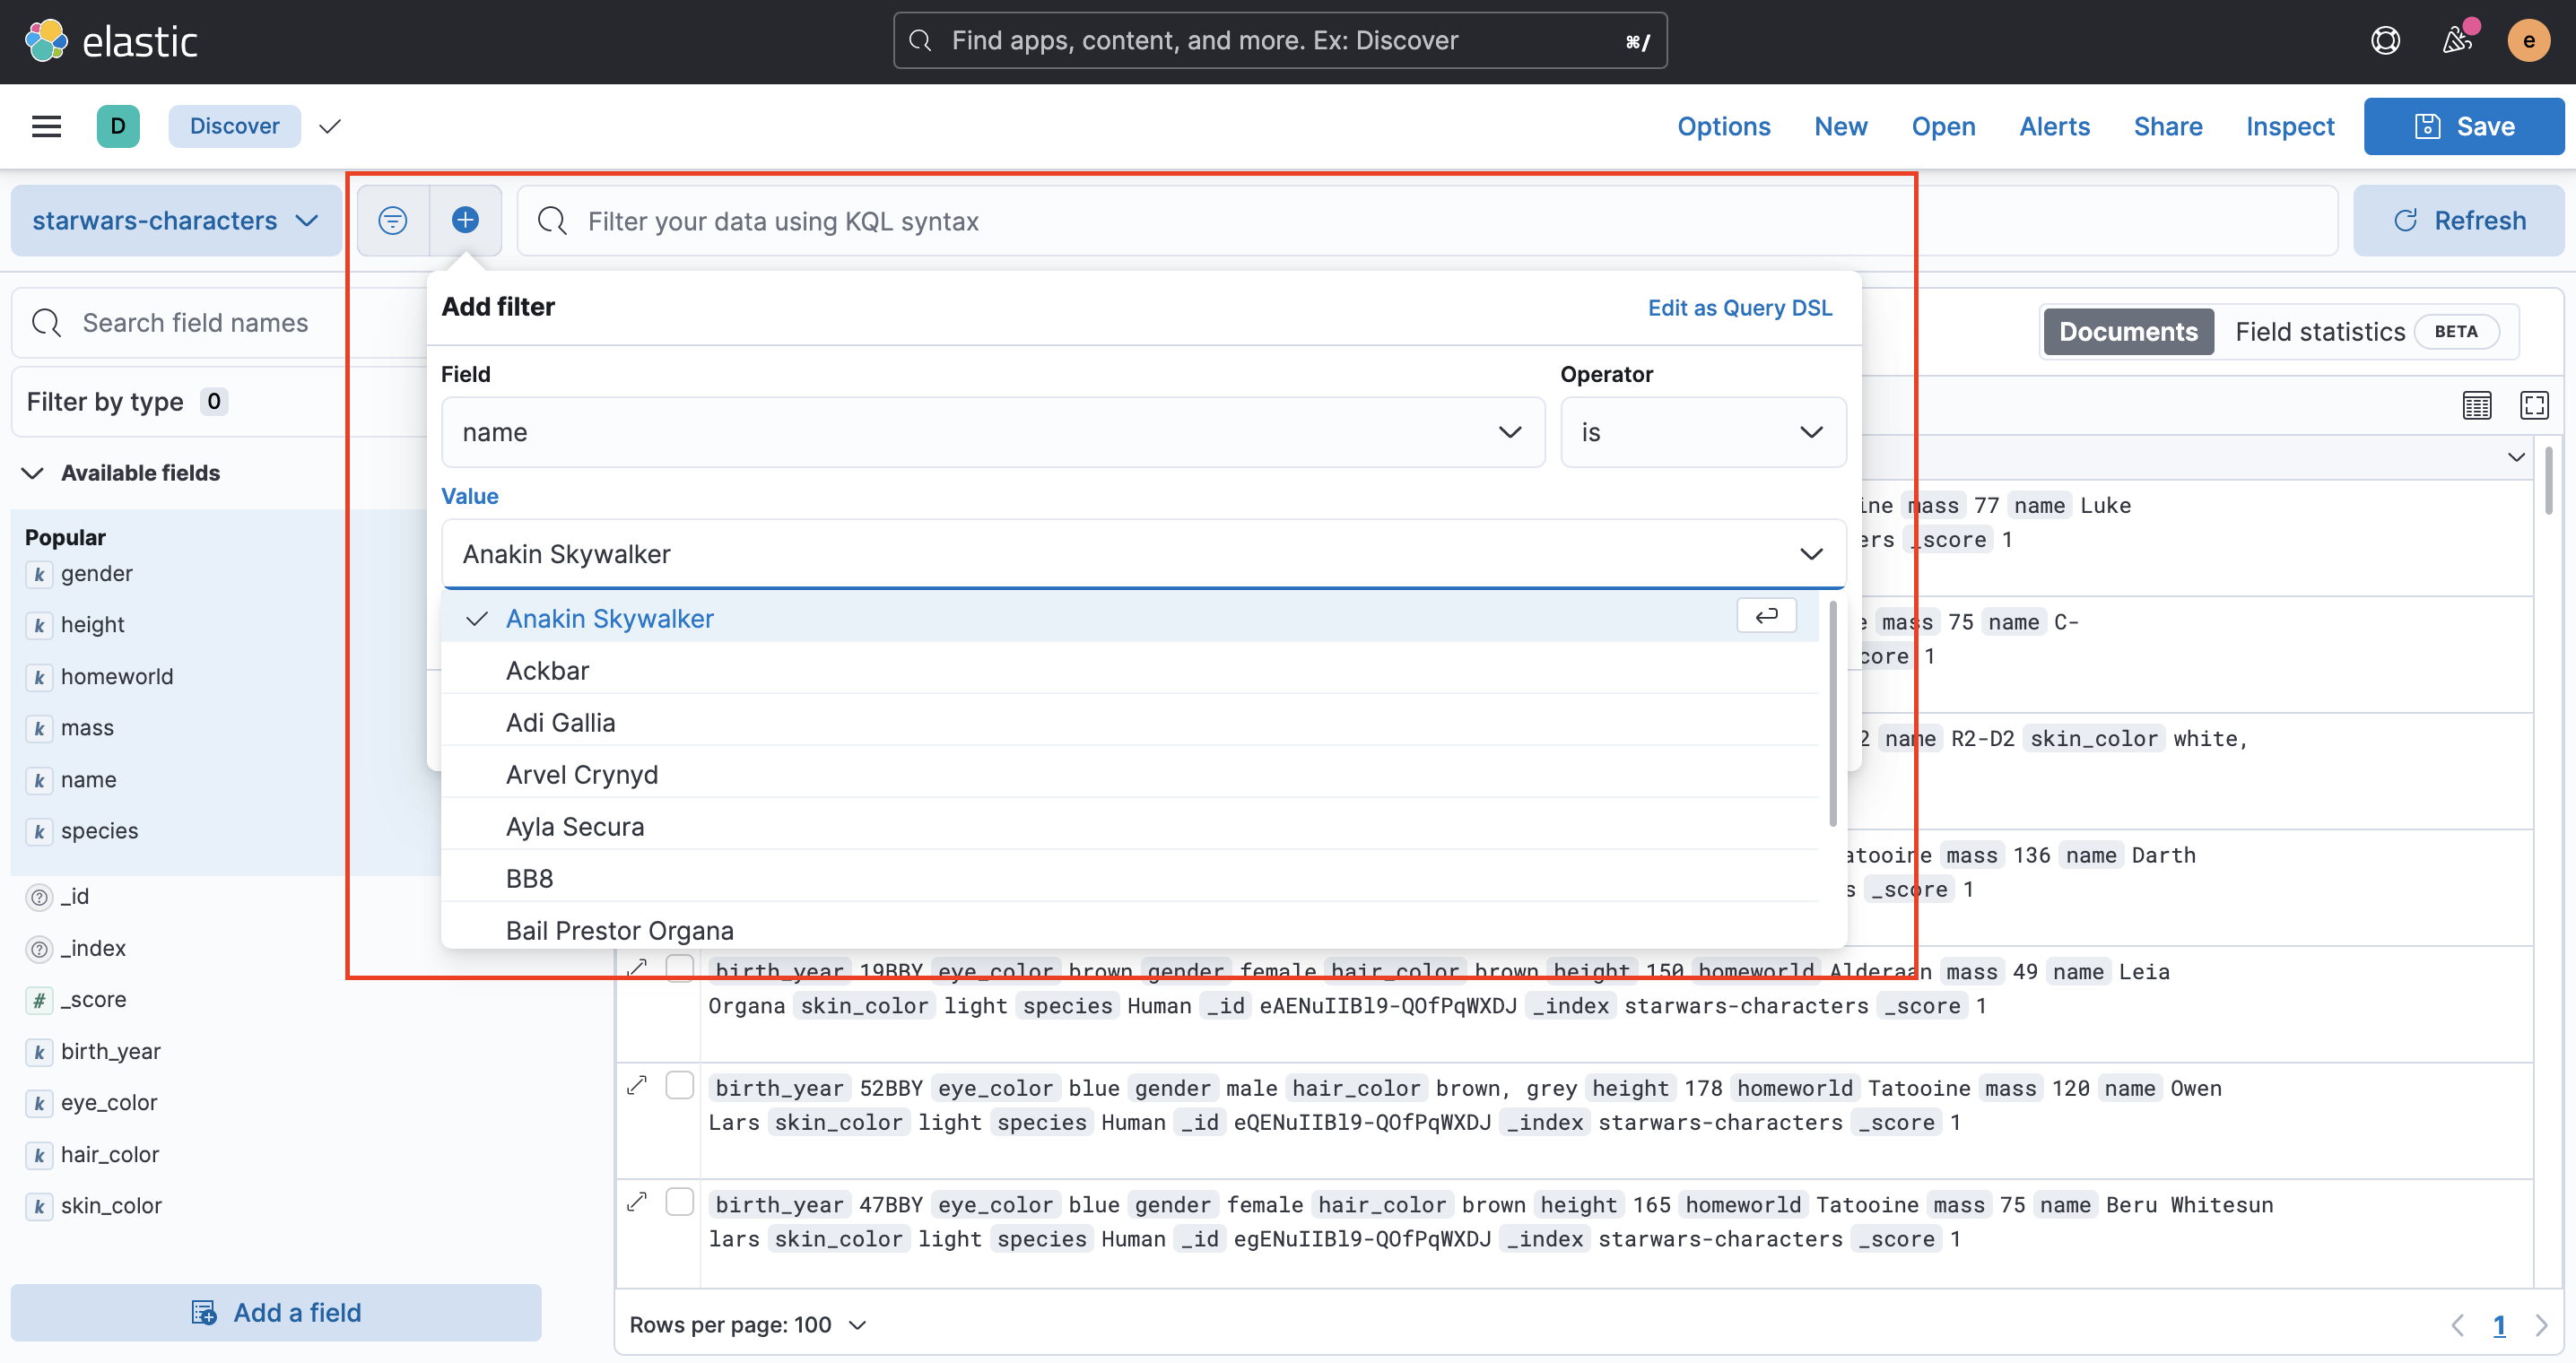 elastic
Find apps, content, and more. Ex: Discover ⌘/
e
D Discover Options New Open Alerts Share Inspect Save
starwars-characters Filter your data using KQL syntax Refresh
Search field names
Filter by type 0
Available fields
Popular
k gender
k height
k homeworld
k mass
k name
k species
_id
_index
# _score
k birth_year
k eye_color
k hair_color
k skin_color
Add a field
Add filter Edit as Query DSL
Field Operator
name is
Value
Anakin Skywalker
Anakin Skywalker
Ackbar
Adi Gallia
Arvel Crynyd
Ayla Secura
BB8
Bail Prestor Organa
Documents Field statistics BETA
ine mass 77 name Luke
ers _score 1
e mass 75 name C-
core 1
2 name R2-D2 skin_color white,
atooine mass 136 name Darth
s _score 1
birth_year 19BBY eye_color brown gender female hair_color brown height 150 homeworld Alderaan mass 49 name Leia
Organa skin_color light species Human _id eAENuIIBl9-QOfPqWXDJ _index starwars-characters _score 1
birth_year 52BBY eye_color blue gender male hair_color brown, grey height 178 homeworld Tatooine mass 120 name Owen
Lars skin_color light species Human _id eQENuIIBl9-QOfPqWXDJ _index starwars-characters _score 1
birth_year 47BBY eye_color blue gender female hair_color brown height 165 homeworld Tatooine mass 75 name Beru Whitesun
lars skin_color light species Human _id egENuIIBl9-QOfPqWXDJ _index starwars-characters _score 1
Rows per page: 100 1